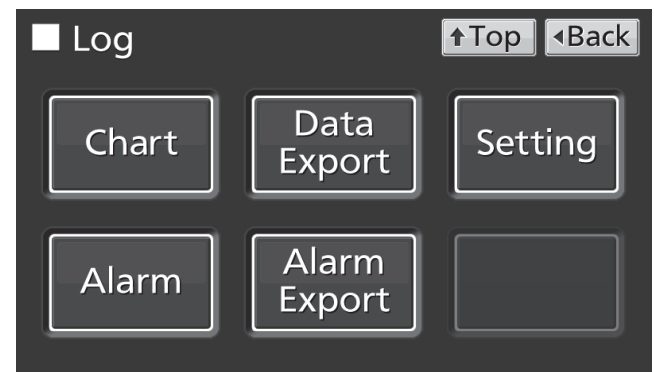 Log
↑Top
◂Back
Chart
Data
Export
Setting
Alarm
Alarm
Export